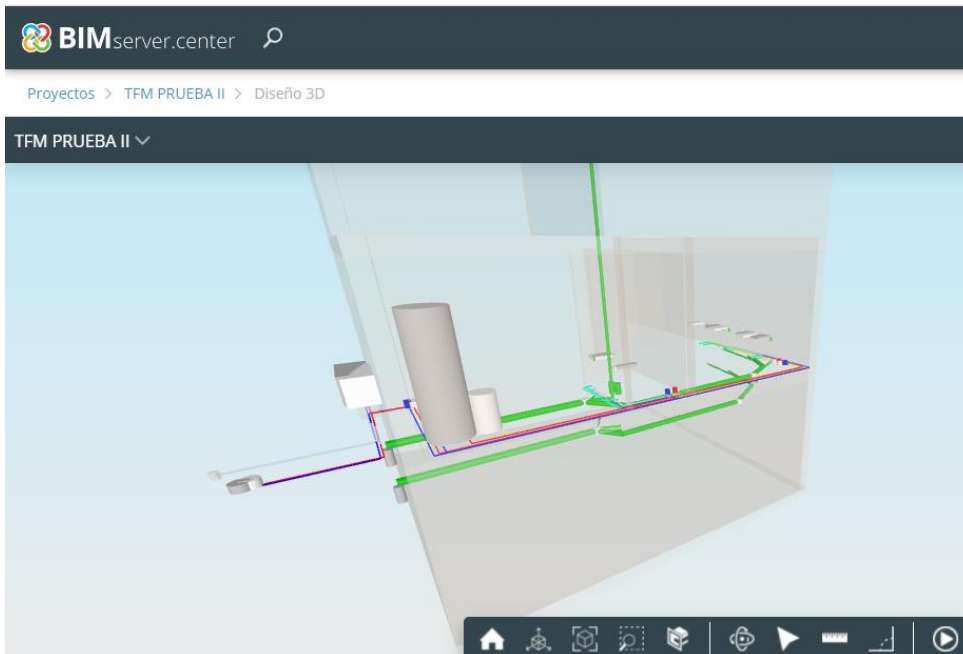 BIMserver.center
Proyectos > TFM PRUEBA II > Diseño 3D
TFM PRUEBA II